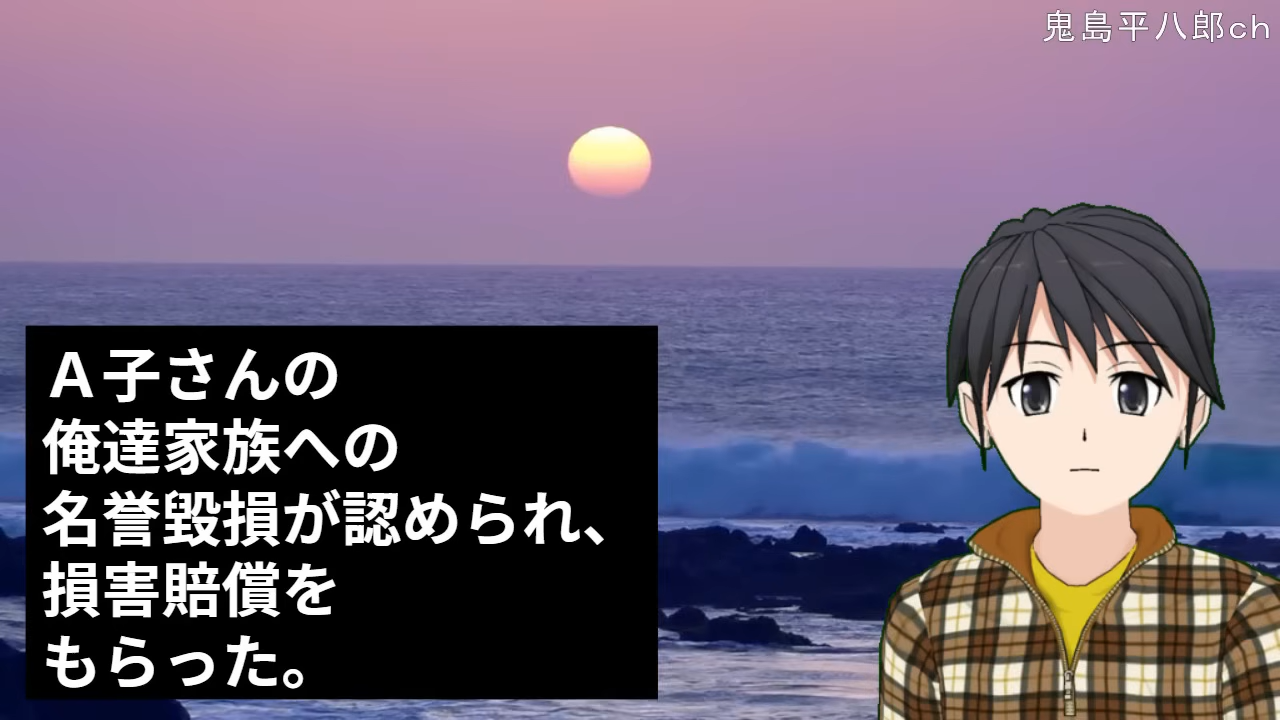 鬼島平八郎ch
Ａ子さんの
俺達家族への
名誉毀損が認められ、
損害賠償を
もらった。